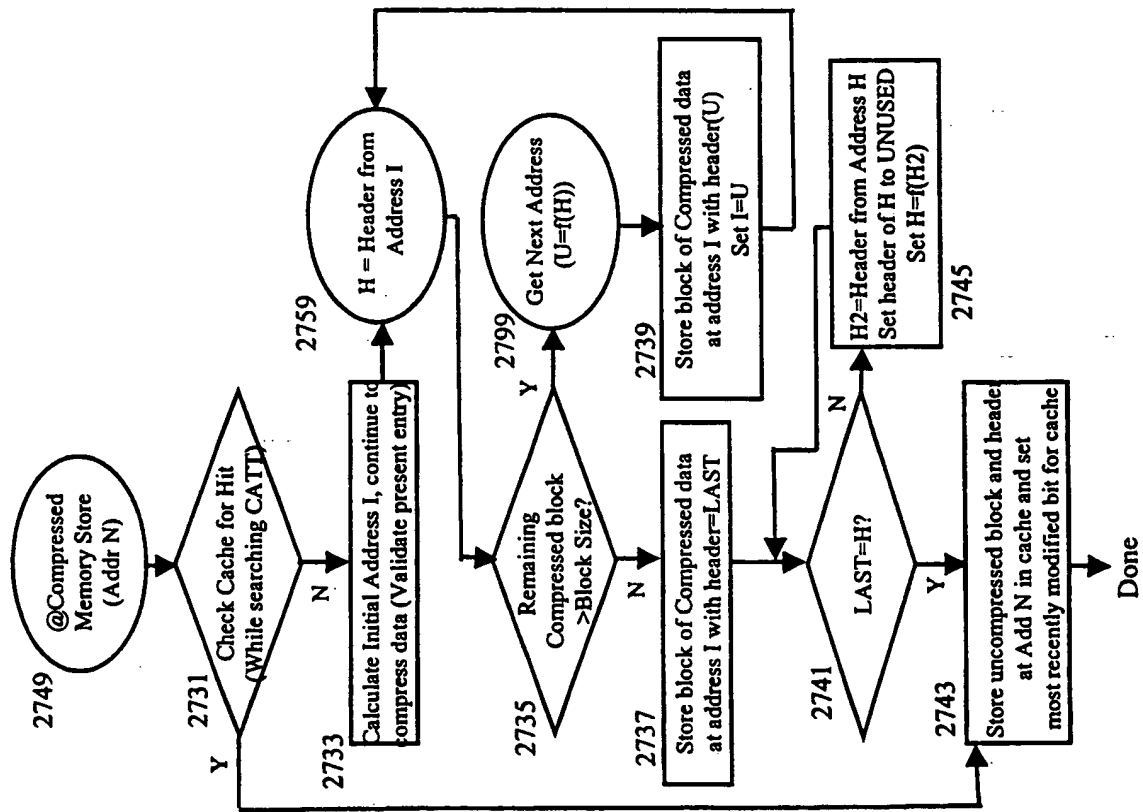 2749
@Compressed
Memory Store
(Addr N)
2731
Check Cache for Hit
(While searching CATT)
Y
N
2733
Calculate Initial Address I, continue to
compress data (Validate present entry)
2759
H = Header from
Address I
2735
Remaining
Compressed block
>Block Size?
Y
N
2799
Get Next Address
(U=f(H))
2739
Store block of Compressed data
at address I with header(U)
Set I=U
2737
Store block of Compressed data
at address I with header=LAST
2741
LAST=H?
N
Y
H2=Header from Address H
Set header of H to UNUSED
Set H=f(H2)
2745
2743
Store uncompressed block and header
at Add N in cache and set
most recently modified bit for cache
Done